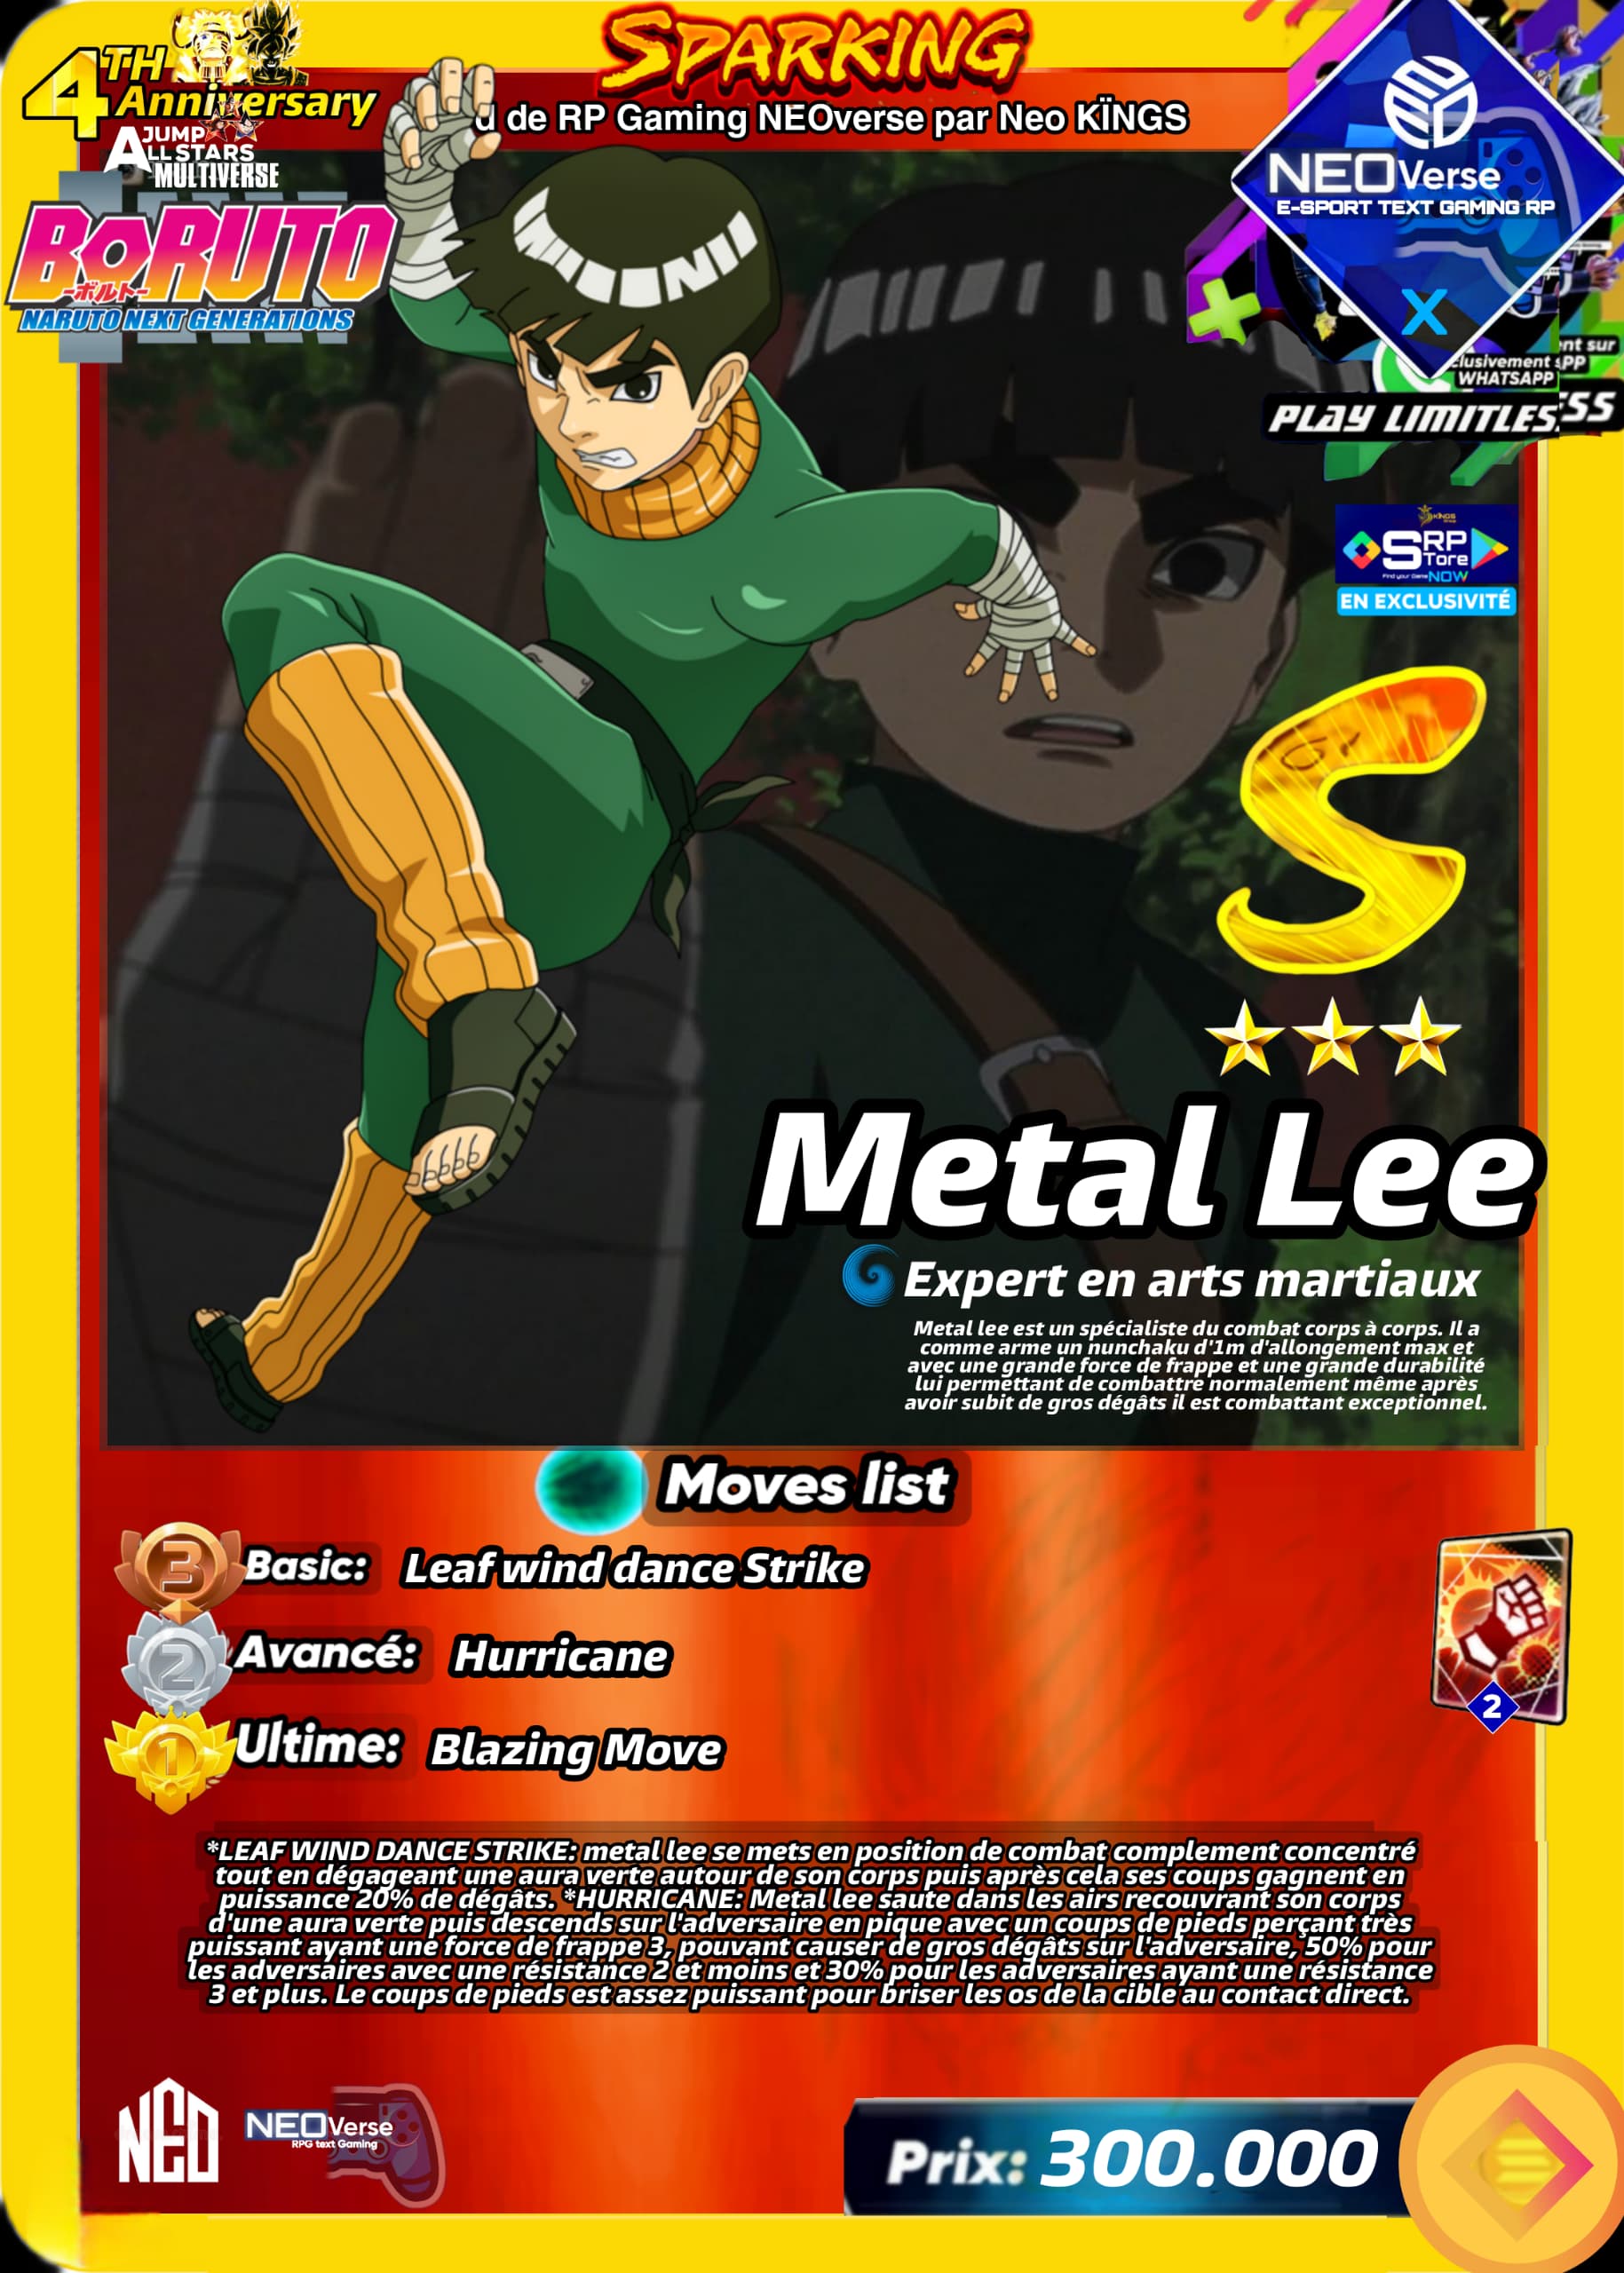 SPARKING
4TH
Anniversary
JUMP
ALL STARS
MULTIVERSE
de RP Gaming NEOverse par Neo KÏNGS
BORUTO
-ボルト-
NARUTO NEXT GENERATIONS
NEOVerse
E-SPORT TEXT GAMING RP
X
WHATSAPP
PLAY LIMITLESS
SRP
Tore
Find your Game NOW
EN EXCLUSIVITÉ
S
Metal Lee
Expert en arts martiaux
Metal lee est un spécialiste du combat corps à corps. Il a
comme arme un nunchaku d'1m d'allongement max et
avec une grande force de frappe et une grande durabilité
lui permettant de combattre normalement même après
avoir subit de gros dégâts il est combattant exceptionnel.
Moves list
3 Basic: Leaf wind dance Strike
2 Avancé: Hurricane
1 Ultime: Blazing Move
2
*LEAF WIND DANCE STRIKE: metal lee se mets en position de combat complement concentré
tout en dégageant une aura verte autour de son corps puis après cela ses coups gagnent en
puissance 20% de dégâts. *HURRICANE: Metal lee saute dans les airs recouvrant son corps
d'une aura verte puis descends sur l'adversaire en pique avec un coups de pieds perçant très
puissant ayant une force de frappe 3, pouvant causer de gros dégâts sur l'adversaire, 50% pour
les adversaires avec une résistance 2 et moins et 30% pour les adversaires ayant une résistance
3 et plus. Le coups de pieds est assez puissant pour briser les os de la cible au contact direct.
NEO
NEOVerse
RPG text Gaming
Prix: 300.000